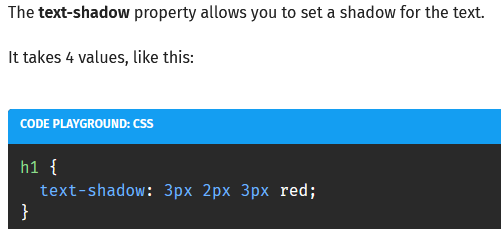 The text-shadow property allows you to set a shadow for the text.
It takes 4 values, like this:
CODE PLAYGROUND: CSS
h1 {
  text-shadow: 3px 2px 3px red;
}